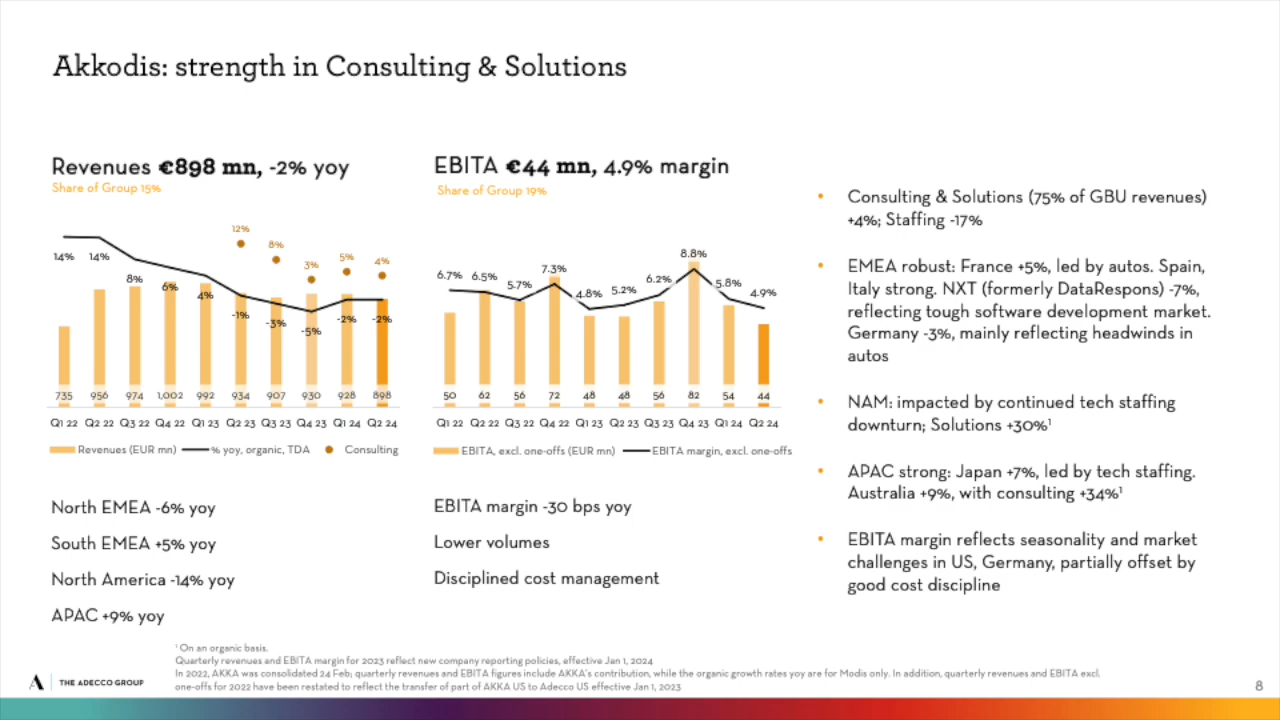 Akkodis: strength in Consulting & Solutions
Revenues €898 mn, -2% yoy
Share of Group 15%
12%
8%
3%
5%
4%
14%
14%
8%
6%
4%
-1%
-3%
-5%
-2%
-2%
735 956 974 1,002 992 934 907 930 928 898
Q1 22 Q2 22 Q3 22 Q4 22 Q1 23 Q2 23 Q3 23 Q4 23 Q1 24 Q2 24
Revenues (EUR mn) % yoy, organic, TDA Consulting
North EMEA -6% yoy
South EMEA +5% yoy
North America -14% yoy
APAC +9% yoy
EBITA €44 mn, 4.9% margin
Share of Group 19%
6.7% 6.5% 5.7% 7.3% 4.8% 5.2% 6.2% 8.8% 5.8% 4.9%
50 62 56 72 48 48 56 82 54 44
Q1 22 Q2 22 Q3 22 Q4 22 Q1 23 Q2 23 Q3 23 Q4 23 Q1 24 Q2 24
EBITA, excl. one-offs (EUR mn) EBITA margin, excl. one-offs
EBITA margin -30 bps yoy
Lower volumes
Disciplined cost management
• Consulting & Solutions (75% of GBU revenues)
+4%; Staffing -17%
• EMEA robust: France +5%, led by autos. Spain,
Italy strong. NXT (formerly DataRespons) -7%,
reflecting tough software development market.
Germany -3%, mainly reflecting headwinds in
autos
• NAM: impacted by continued tech staffing
downturn; Solutions +30%¹
• APAC strong: Japan +7%, led by tech staffing.
Australia +9%, with consulting +34%¹
• EBITA margin reflects seasonality and market
challenges in US, Germany, partially offset by
good cost discipline
¹ On an organic basis.
Quarterly revenues and EBITA margin for 2023 reflect new company reporting policies, effective Jan 1, 2024
In 2022, AKKA was consolidated 24 Feb; quarterly revenues and EBITA figures include AKKA's contribution, while the organic growth rates yoy are for Modis only. In addition, quarterly revenues and EBITA excl.
one-offs for 2022 have been restated to reflect the transfer of part of AKKA US to Adecco US effective Jan 1, 2023
THE ADECCO GROUP
8